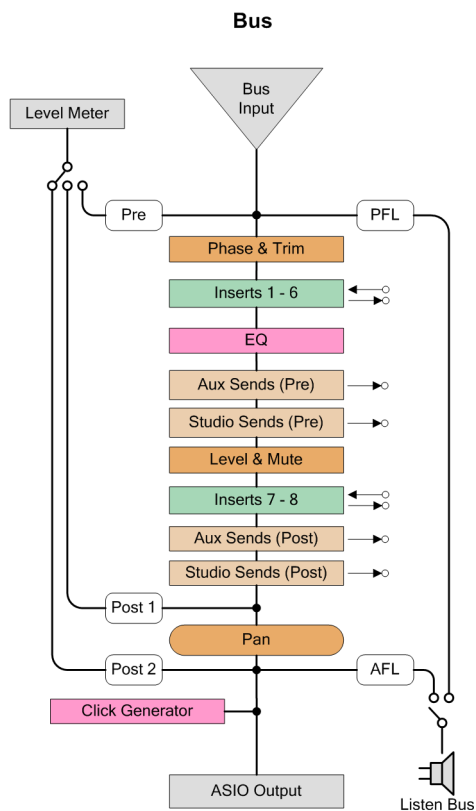 Bus
Bus
Input
Level Meter
Pre
PFL
Phase & Trim
Inserts 1 - 6
EQ
Aux Sends (Pre)
Studio Sends (Pre)
Level & Mute
Inserts 7 - 8
Aux Sends (Post)
Studio Sends (Post)
Post 1
Pan
Post 2
AFL
Click Generator
ASIO Output
Listen Bus